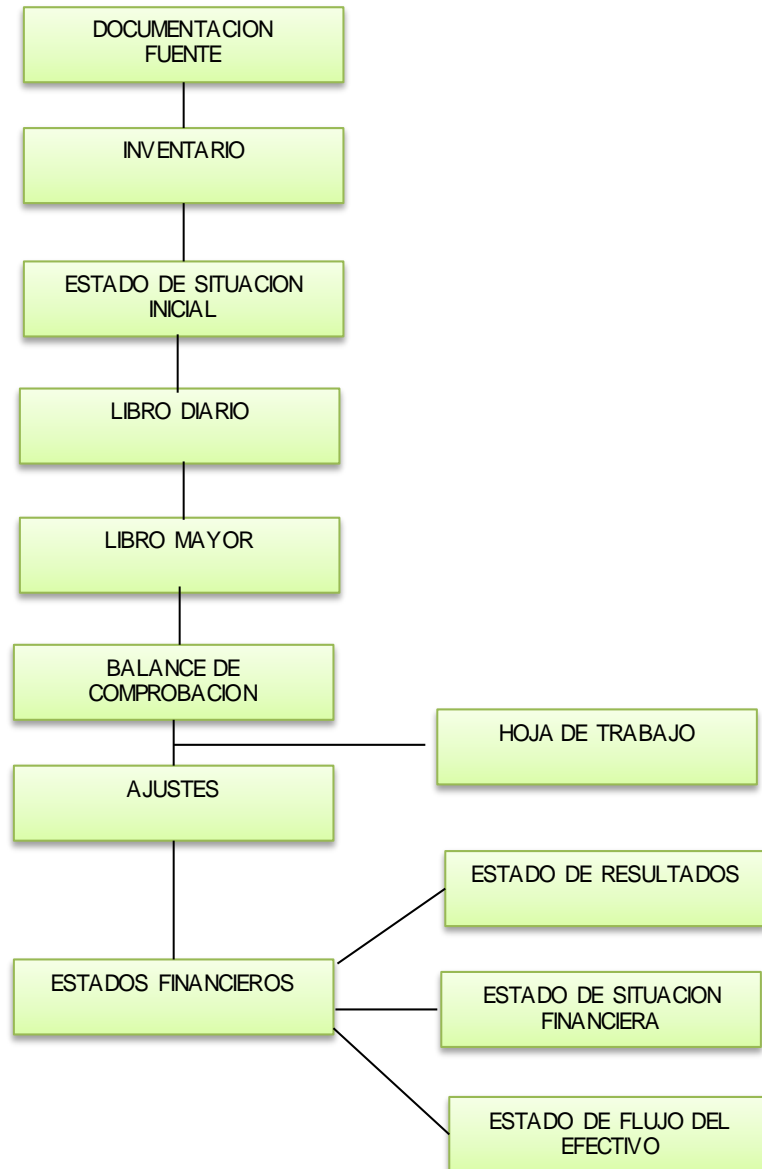 DOCUMENTACION
FUENTE
INVENTARIO
ESTADO DE SITUACION
INICIAL
LIBRO DIARIO
LIBRO MAYOR
BALANCE DE
COMPROBACION
HOJA DE TRABAJO
AJUSTES
ESTADO DE RESULTADOS
ESTADOS FINANCIEROS
ESTADO DE SITUACION
FINANCIERA
ESTADO DE FLUJO DEL
EFECTIVO